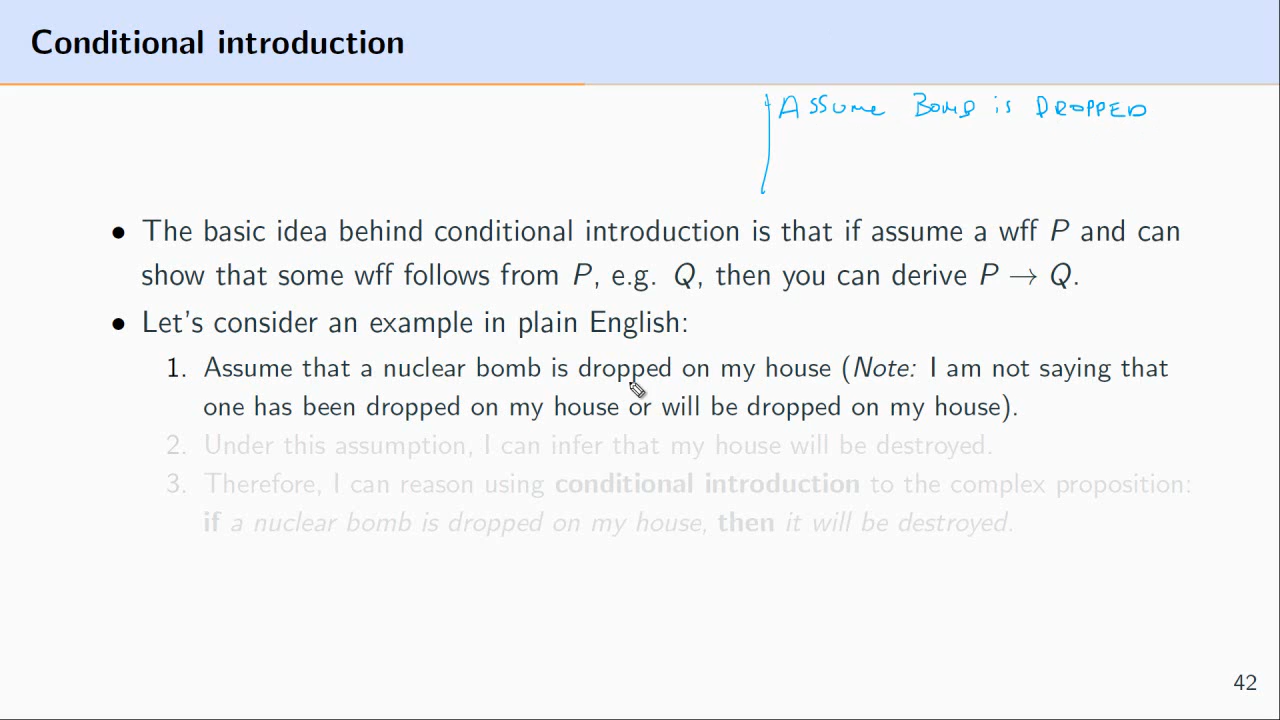 Conditional introduction
Assume Bomb is Dropped
• The basic idea behind conditional introduction is that if assume a wff P and can
show that some wff follows from P, e.g. Q, then you can derive P → Q.
• Let's consider an example in plain English:
1. Assume that a nuclear bomb is dropped on my house (Note: I am not saying that
one has been dropped on my house or will be dropped on my house).
2. Under this assumption, I can infer that my house will be destroyed.
3. Therefore, I can reason using conditional introduction to the complex proposition:
if a nuclear bomb is dropped on my house, then it will be destroyed.
42